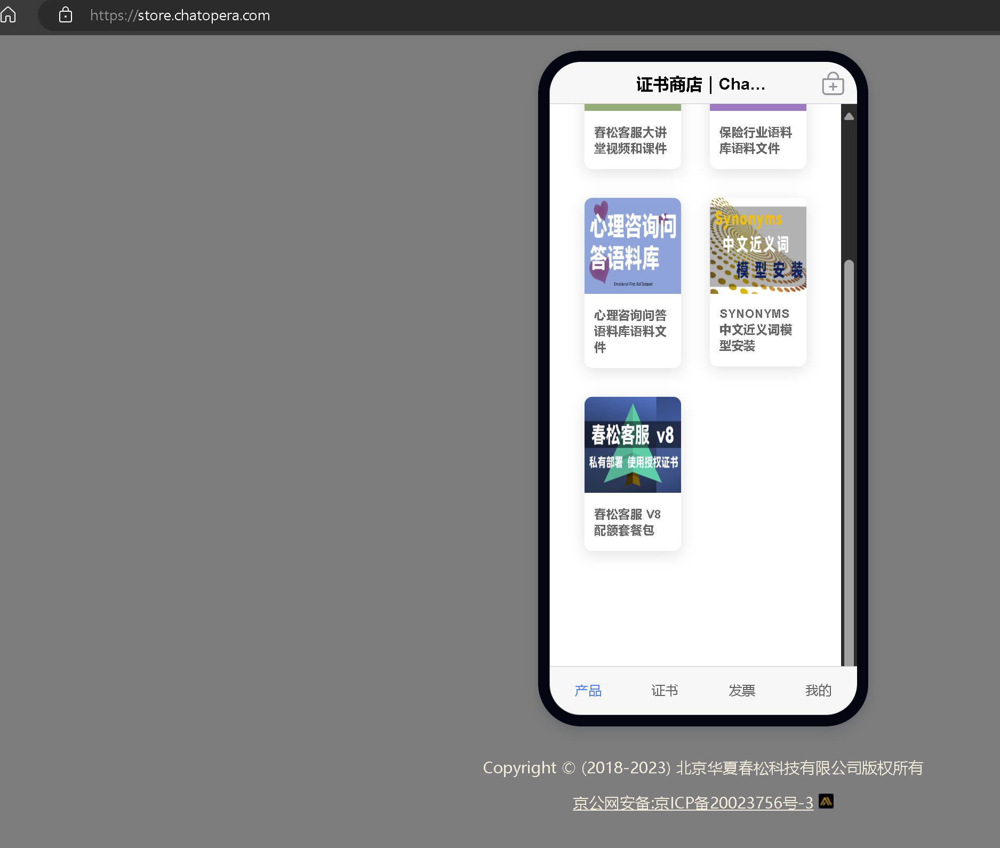 https://store.chatopera.com
证书商店 | Cha...
春松客服大讲
堂视频和课件
保险行业语料
库语料文件
心理咨询问
答语料库
Emotional First Aid Dataset
心理咨询问答
语料库语料文
件
Synonyms
中文近义词
模型安装
SYNONYMS
中文近义词模
型安装
春松客服 v8
私有部署 使用授权证书
春松客服 V8
配额套餐包
产品
证书
发票
我的
Copyright © (2018-2023) 北京华夏春松科技有限公司版权所有
京公网安备:京ICP备20023756号-3